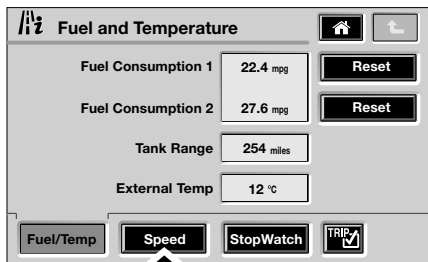 i Fuel and Temperature
Fuel Consumption 1 22.4 mpg Reset
Fuel Consumption 2 27.6 mpg Reset
Tank Range 254 miles
External Temp 12 °C
Fuel/Temp Speed StopWatch TRIP